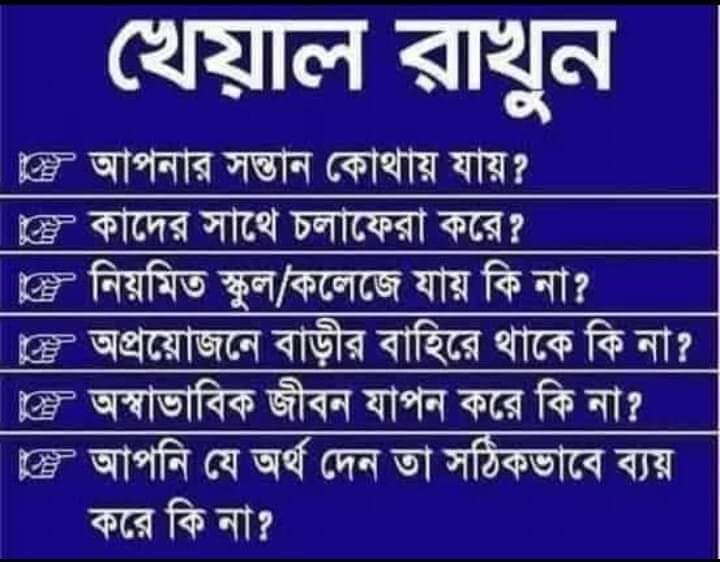 খেয়াল রাখুন
☞ আপনার সন্তান কোথায় যায়?
☞ কাদের সাথে চলাফেরা করে?
☞ নিয়মিত স্কুল/কলেজে যায় কি না?
☞ অপ্রয়োজনে বাড়ীর বাহিরে থাকে কি না?
☞ অস্বাভাবিক জীবন যাপন করে কি না?
☞ আপনি যে অর্থ দেন তা সঠিকভাবে ব্যয়
করে কি না?